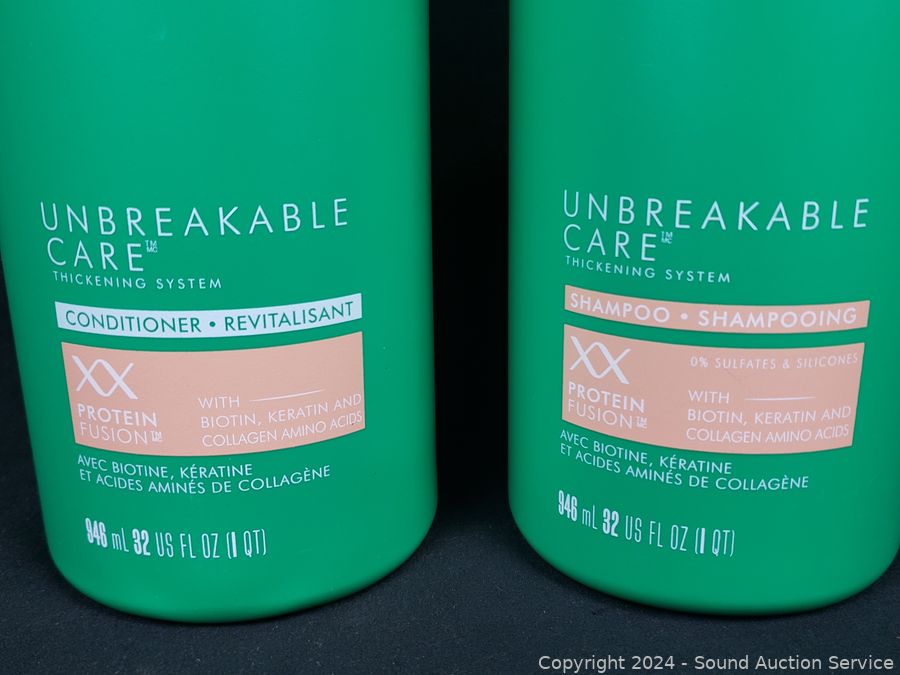 UNBREAKABLE
CARE™ MC
THICKENING SYSTEM
CONDITIONER • REVITALISANT
XX
PROTEIN
FUSION™ MC
WITH
BIOTIN, KERATIN AND
COLLAGEN AMINO ACIDS
AVEC BIOTINE, KÉRATINE
ET ACIDES AMINÉS DE COLLAGÈNE
946 mL 32 US FL OZ (1 QT)
UNBREAKABLE
CARE™ MC
THICKENING SYSTEM
SHAMPOO • SHAMPOOING
XX
0% SULFATES & SILICONES
PROTEIN
FUSION™ MC
WITH
BIOTIN, KERATIN AND
COLLAGEN AMINO ACIDS
AVEC BIOTINE, KÉRATINE
ET ACIDES AMINÉS DE COLLAGÈNE
946 mL 32 US FL OZ (1 QT)
Copyright 2024 - Sound Auction Service